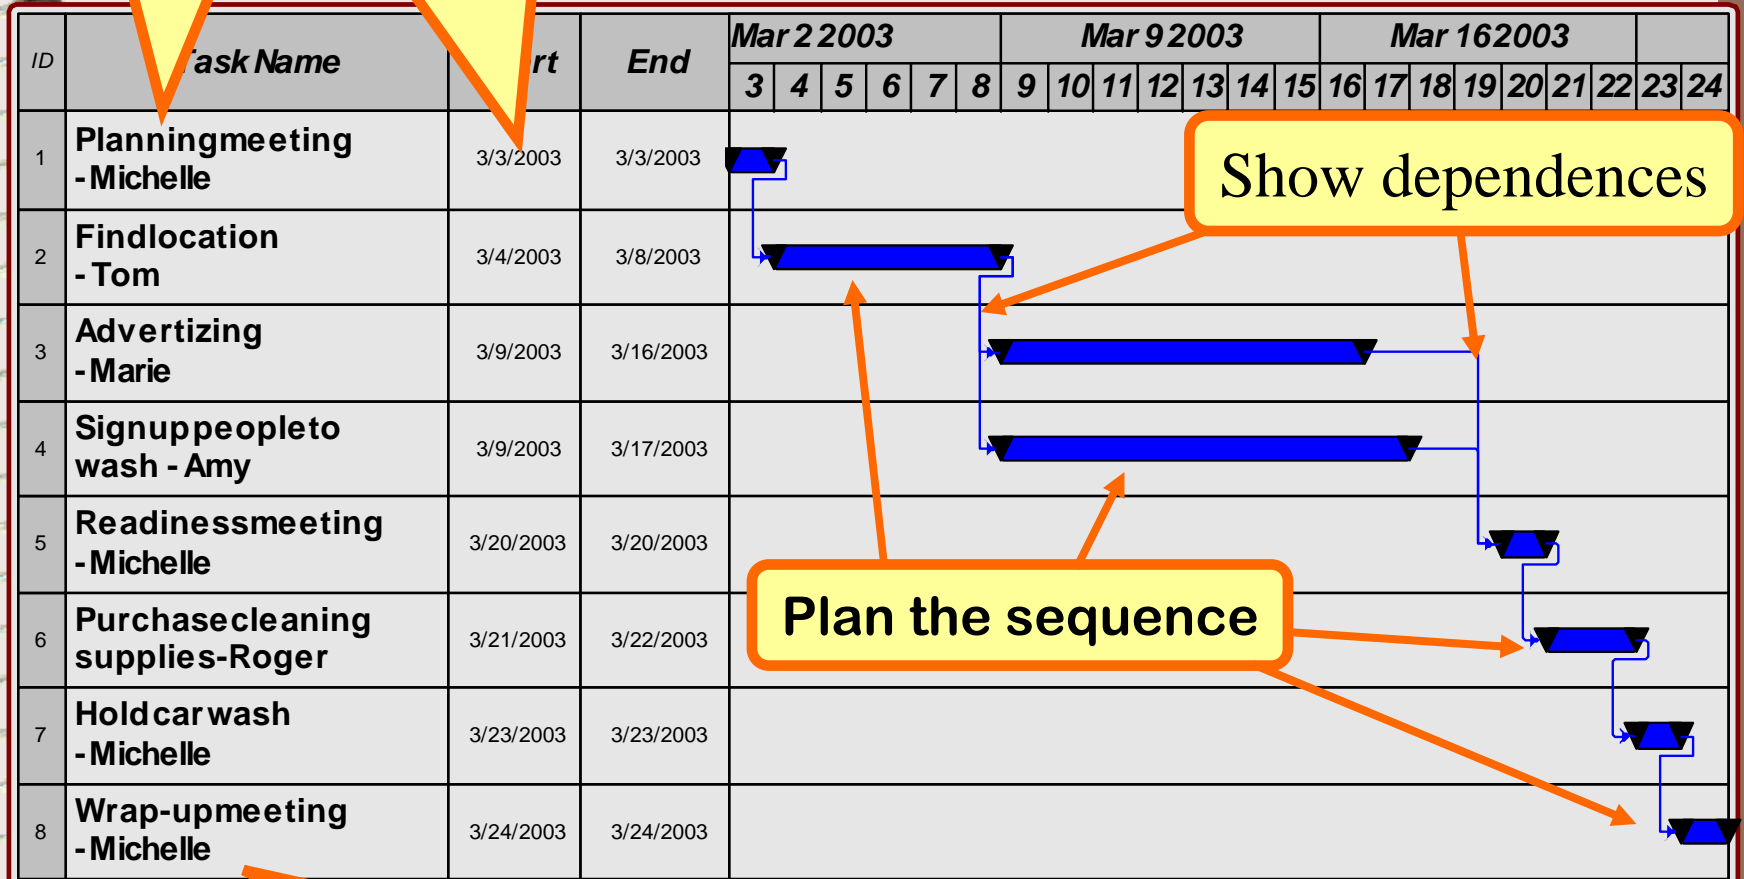 ID Task Name rt End Mar 2 2003 Mar 9 2003 Mar 16 2003
3 4 5 6 7 8 9 10 11 12 13 14 15 16 17 18 19 20 21 22 23 24
1 Planningmeeting 3/3/2003 3/3/2003
- Michelle
Show dependences
2 Findlocation 3/4/2003 3/8/2003
- Tom
3 Advertizing 3/9/2003 3/16/2003
- Marie
4 Signuppeopleto 3/9/2003 3/17/2003
wash - Amy
5 Readinessmeeting 3/20/2003 3/20/2003
- Michelle
Plan the sequence
6 Purchasecleaning 3/21/2003 3/22/2003
supplies-Roger
7 Holdcarwash 3/23/2003 3/23/2003
- Michelle
8 Wrap-upmeeting 3/24/2003 3/24/2003
- Michelle